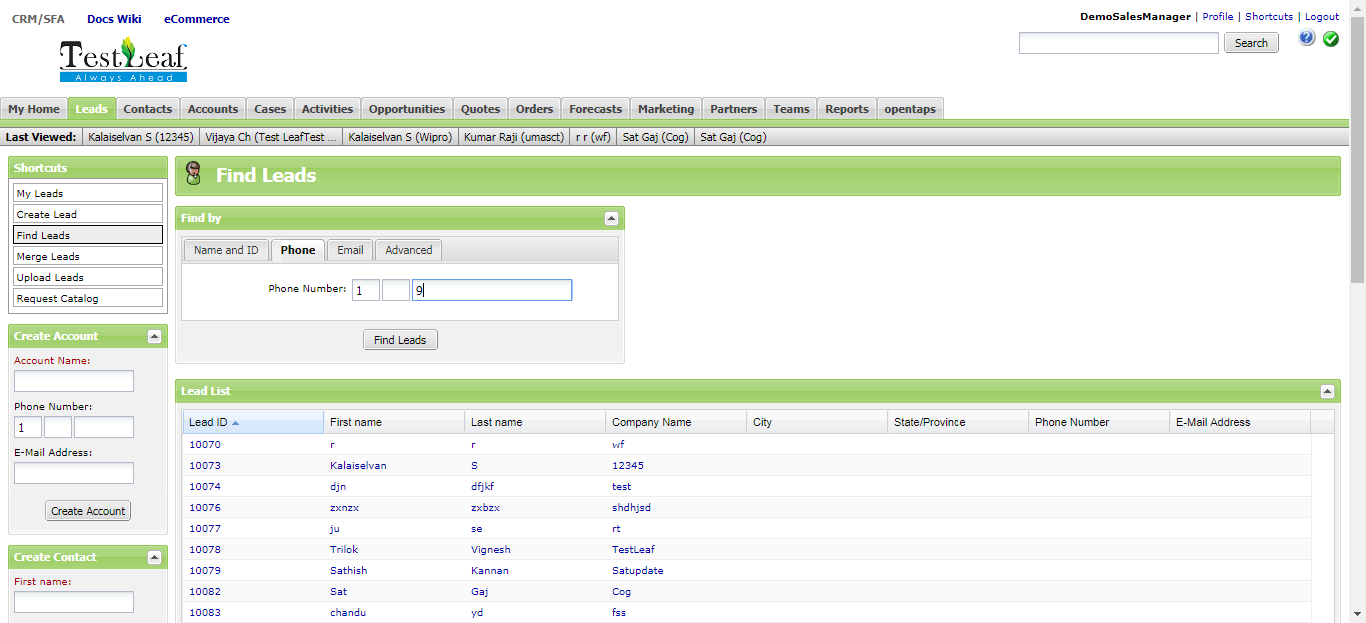 CRM/SFA Docs Wiki eCommerce
DemoSalesManager | Profile | Shortcuts | Logout
TestLeaf
Always Ahead
Search
My Home Leads Contacts Accounts Cases Activities Opportunities Quotes Orders Forecasts Marketing Partners Teams Reports opentaps
Last Viewed: Kalaiselvan S (12345) Vijaya Ch (Test LeafTest ... Kalaiselvan S (Wipro) Kumar Raji (umasct) r r (wf) Sat Gaj (Cog) Sat Gaj (Cog)
Shortcuts
My Leads
Create Lead
Find Leads
Merge Leads
Upload Leads
Request Catalog
Create Account
Account Name:
Phone Number:
1
E-Mail Address:
Create Account
Create Contact
First name:
Find Leads
Find by
Name and ID Phone Email Advanced
Phone Number: 1 9
Find Leads
Lead List
Lead ID First name Last name Company Name City State/Province Phone Number E-Mail Address
10070 r r wf
10073 Kalaiselvan S 12345
10074 djn dfjkf test
10076 zxnzx zxbzx shdhjsd
10077 ju se rt
10078 Trilok Vignesh TestLeaf
10079 Sathish Kannan Satupdate
10082 Sat Gaj Cog
10083 chandu yd fss